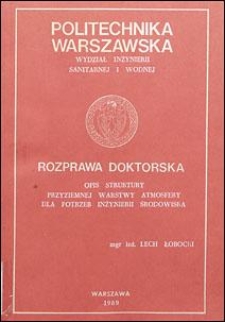 POLITECHNIKA
WARSZAWSKA
WYDZIAŁ INŻYNIERII
SANITARNEJ I WODNEJ
ROZPRAWA DOKTORSKA
OPIS STRUKTURY
PRZYZIEMNEJ WARSTWY ATMOSFERY
DLA POTRZEB INŻYNIERII ŚRODOWISKA
mgr inż. LECH ŁOBOCKI
WARSZAWA
1989